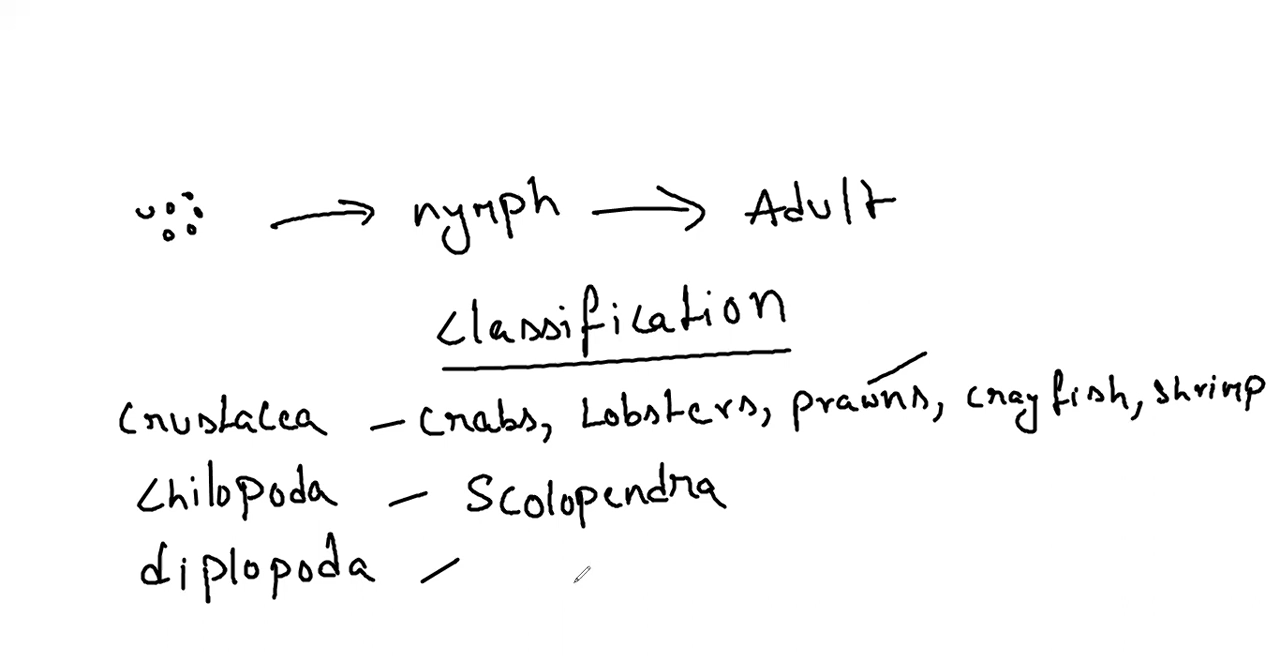 → nymph → Adult
Classification
Crustacea - Crabs, Lobsters, prawns, crayfish, shrimp
Chilopoda - Scolopendra
diplopoda -